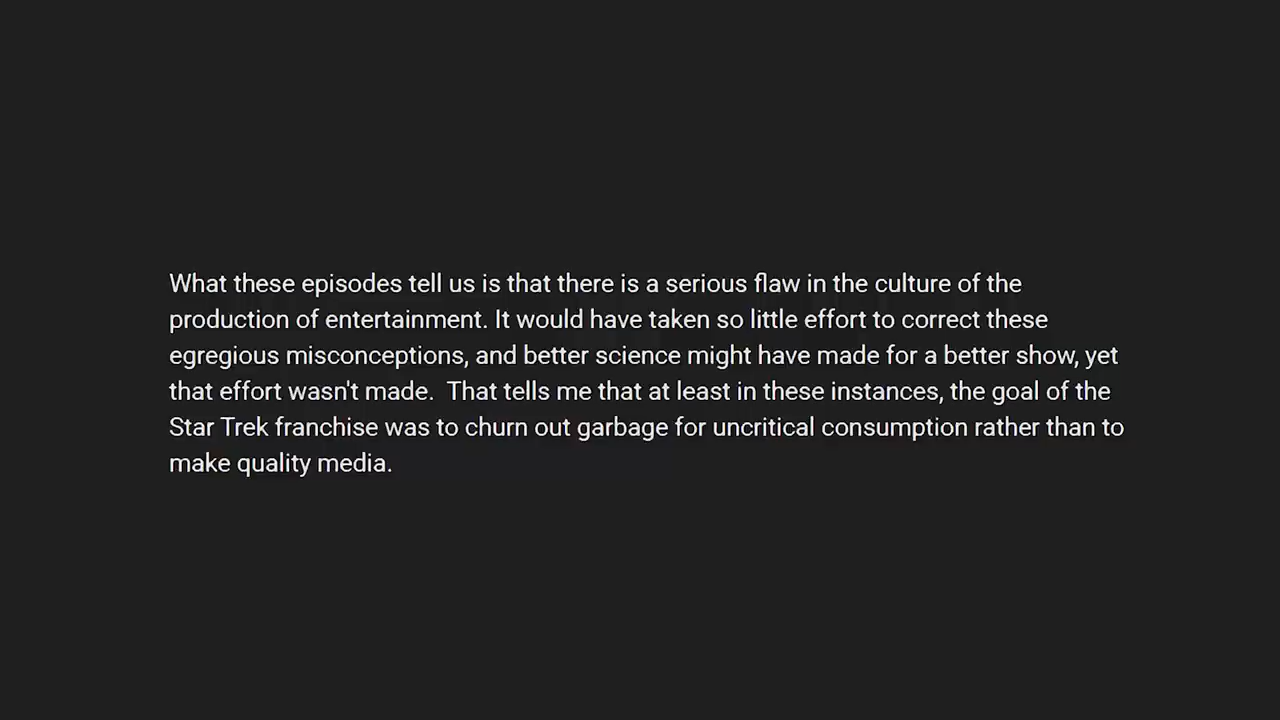 What these episodes tell us is that there is a serious flaw in the culture of the
production of entertainment. It would have taken so little effort to correct these
egregious misconceptions, and better science might have made for a better show, yet
that effort wasn't made.  That tells me that at least in these instances, the goal of the
Star Trek franchise was to churn out garbage for uncritical consumption rather than to
make quality media.